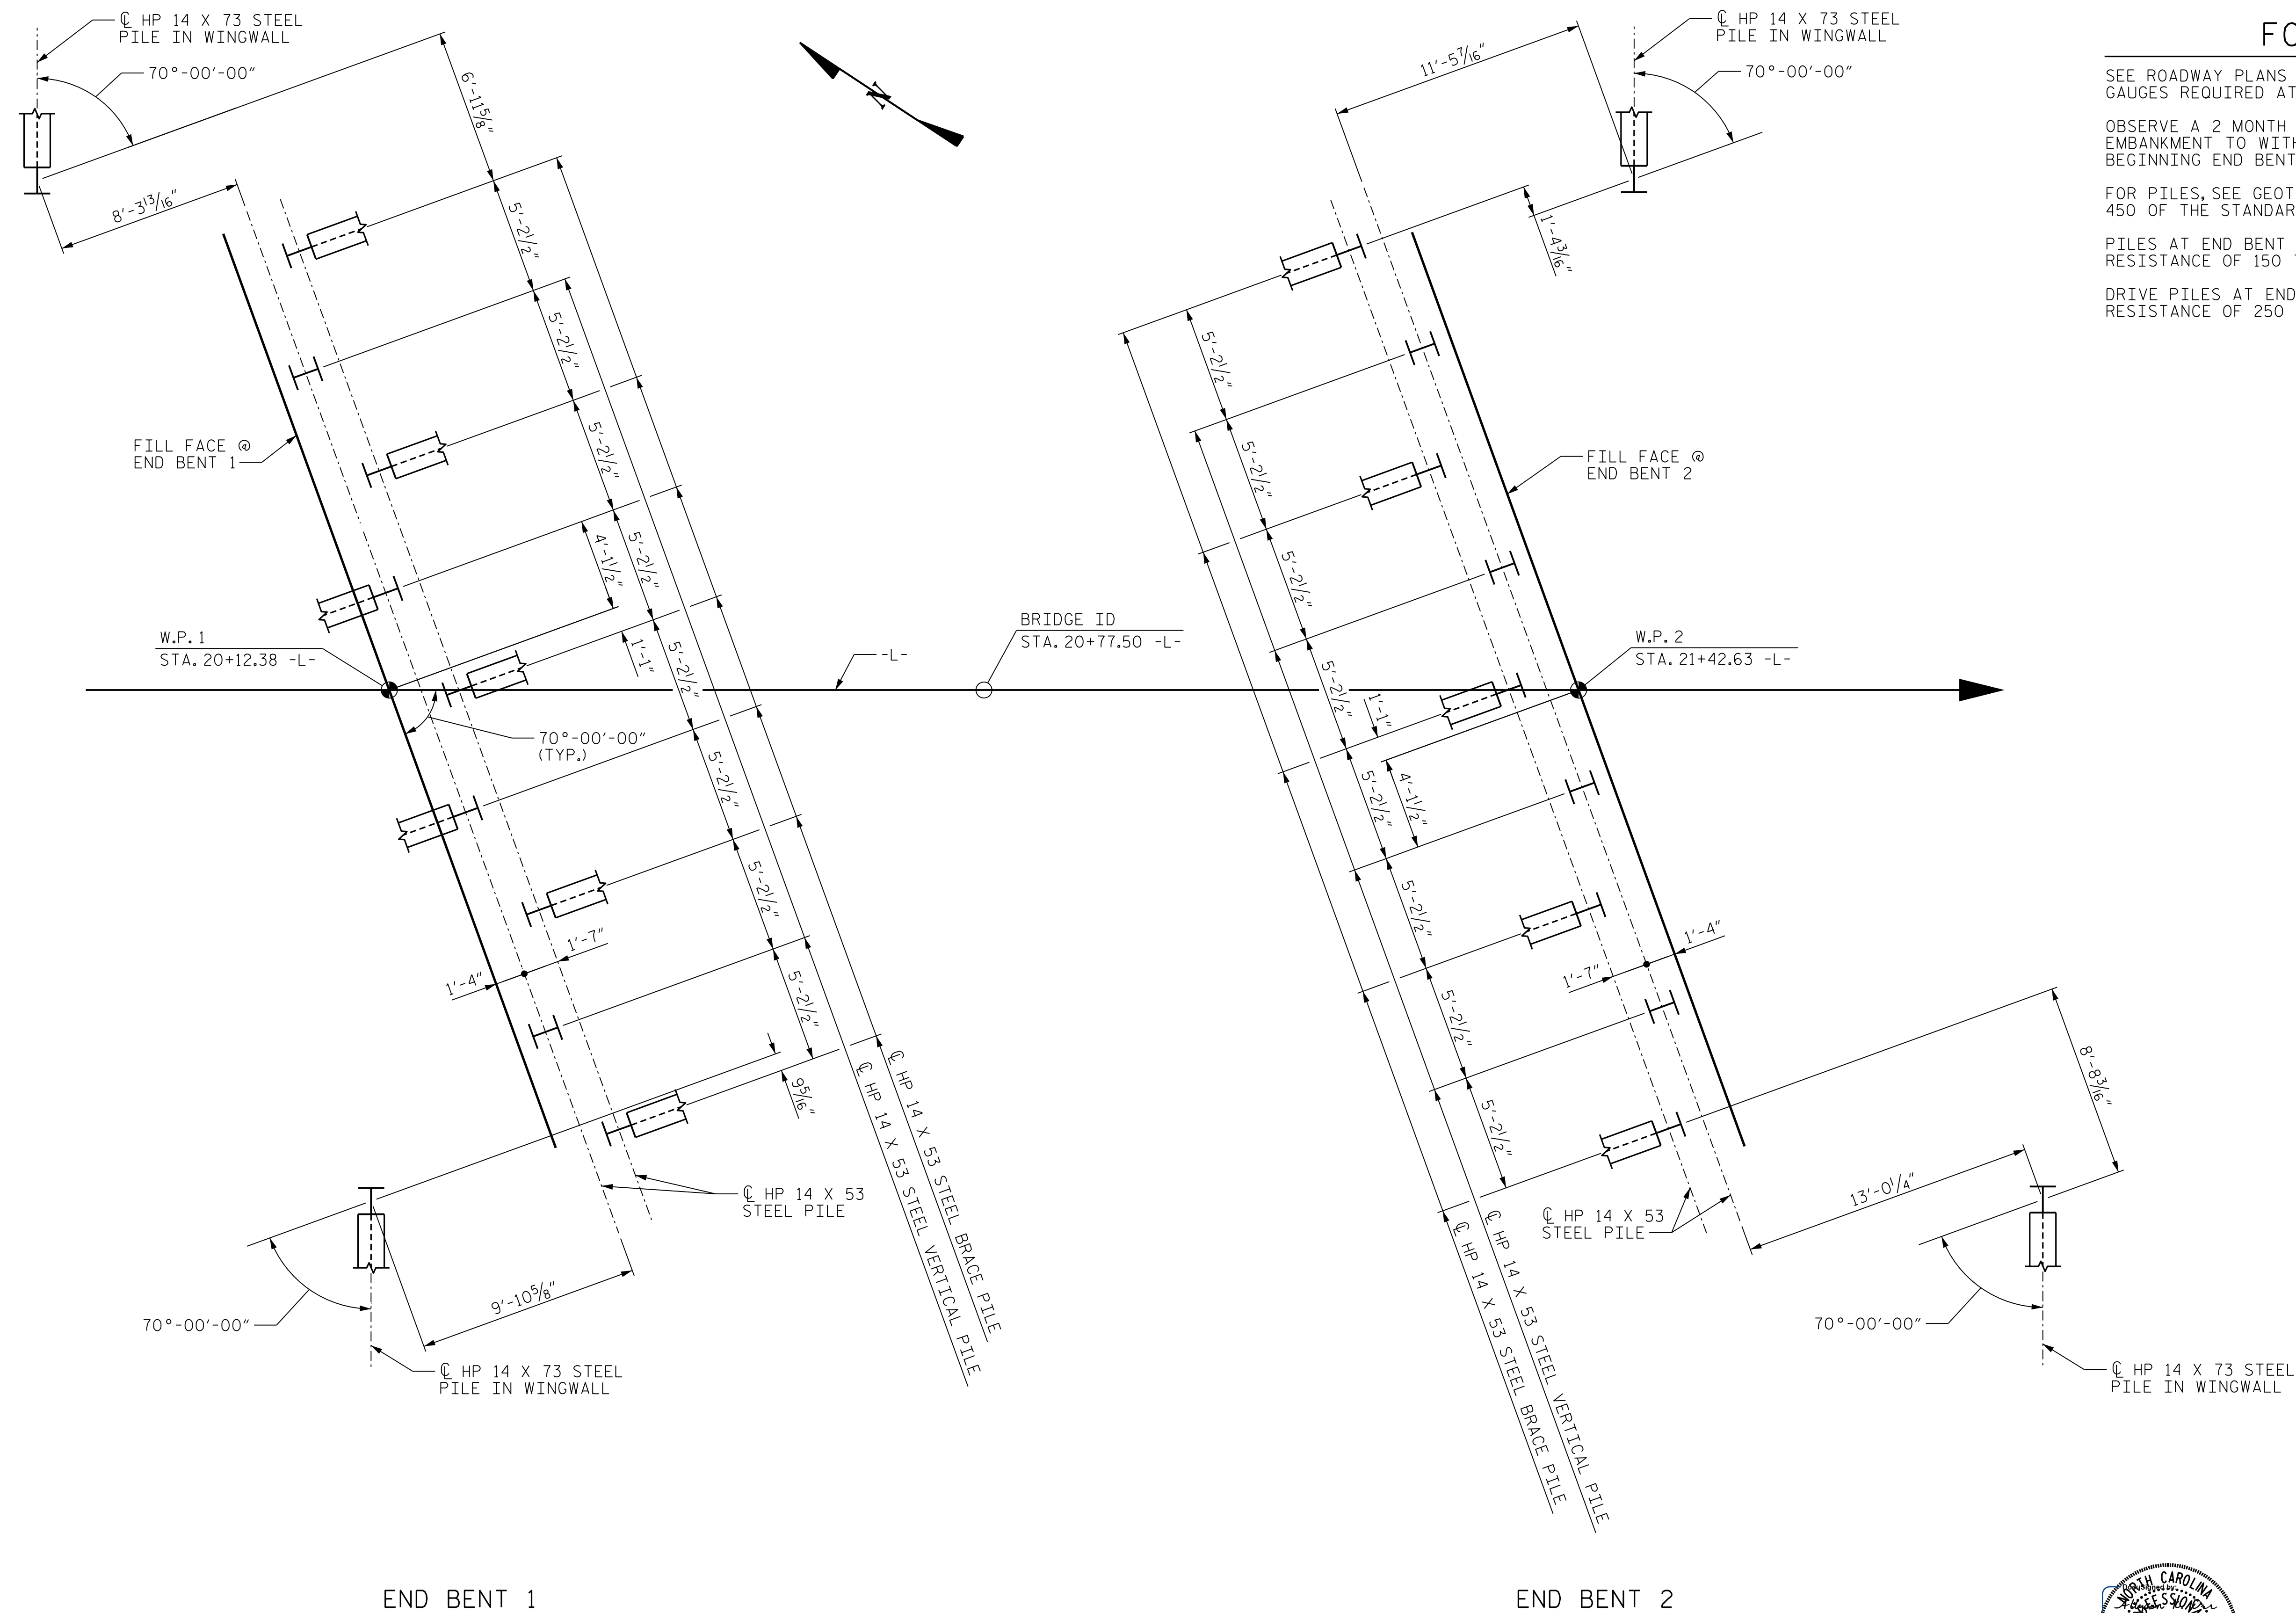 ℄ HP 14 X 73 STEEL
PILE IN WINGWALL
70°-00'-00"
6'-11⅝"
8'-3¹³⁄₁₆"
5'-2½"
5'-2½"
5'-2½"
5'-2½"
5'-2½"
5'-2½"
5'-2½"
5'-2½"
4'-1½"
1'-1"
FILL FACE @
END BENT 1
W.P. 1
STA. 20+12.38 -L-
70°-00'-00"
(TYP.)
1'-7"
1'-4"
9⁵⁄₁₆"
℄ HP 14 X 53
STEEL PILE
℄ HP 14 X 53 STEEL BRACE PILE
℄ HP 14 X 53 STEEL VERTICAL PILE
9'-10⅝"
70°-00'-00"
℄ HP 14 X 73 STEEL
PILE IN WINGWALL
END BENT 1
N
BRIDGE ID
STA. 20+77.50 -L-
-L-
11'-5⁷⁄₁₆"
℄ HP 14 X 73 STEEL
PILE IN WINGWALL
70°-00'-00"
1'-4³⁄₁₆"
5'-2½"
5'-2½"
5'-2½"
5'-2½"
5'-2½"
5'-2½"
5'-2½"
5'-2½"
1'-1"
4'-1½"
FILL FACE @
END BENT 2
W.P. 2
STA. 21+42.63 -L-
1'-4"
1'-7"
8'-8³⁄₁₆"
13'-0¼"
℄ HP 14 X 53
STEEL PILE
℄ HP 14 X 53 STEEL VERTICAL PILE
℄ HP 14 X 53 STEEL BRACE PILE
70°-00'-00"
℄ HP 14 X 73 STEEL
PILE IN WINGWALL
END BENT 2
FO
SEE ROADWAY PLANS
GAUGES REQUIRED AT
OBSERVE A 2 MONTH
EMBANKMENT TO WITH
BEGINNING END BENT
FOR PILES, SEE GEOT
450 OF THE STANDAR
PILES AT END BENT
RESISTANCE OF 150 T
DRIVE PILES AT END
RESISTANCE OF 250
NORTH CAROLINA